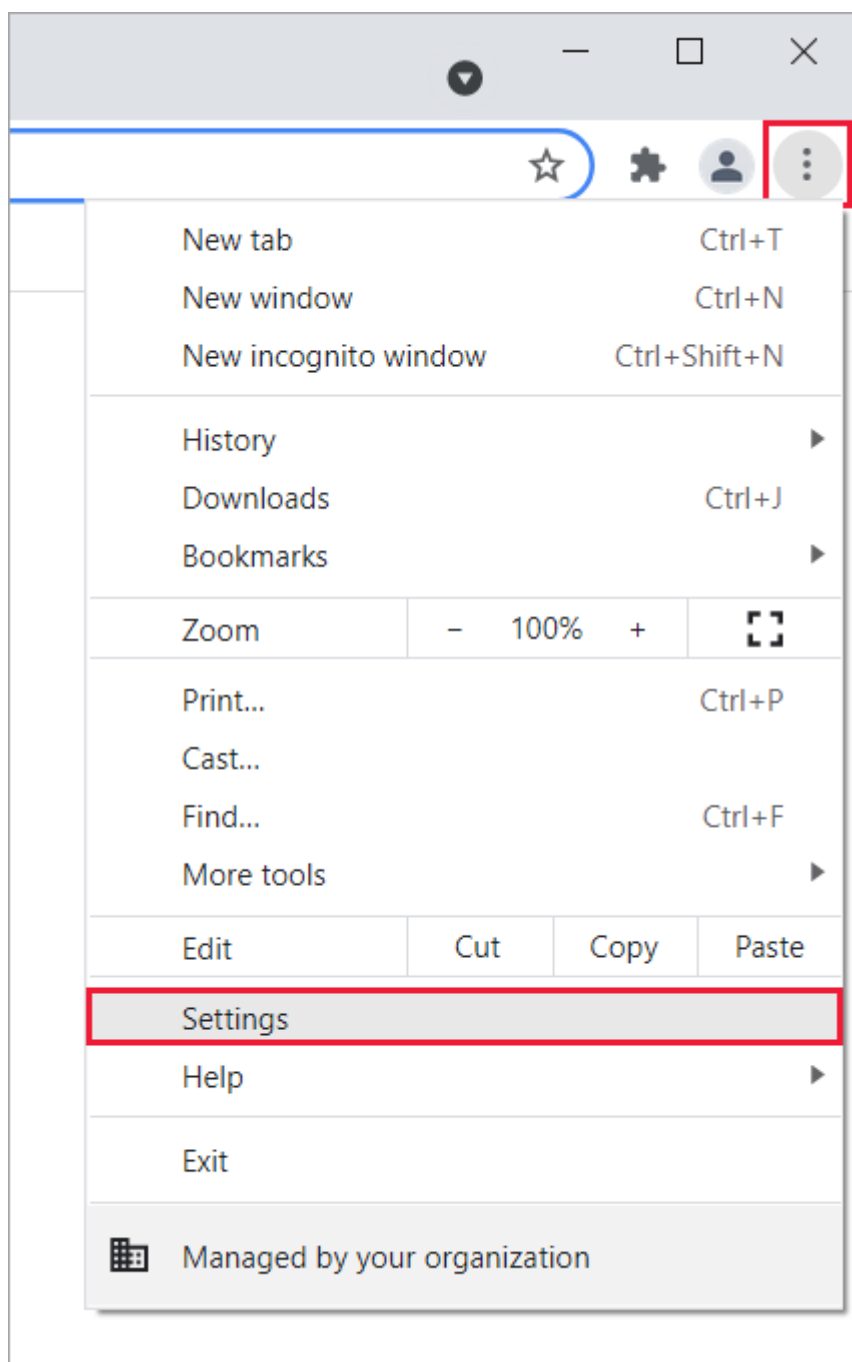 New tab Ctrl+T
New window Ctrl+N
New incognito window Ctrl+Shift+N
History
Downloads Ctrl+J
Bookmarks
Zoom - 100% +
Print... Ctrl+P
Cast...
Find... Ctrl+F
More tools
Edit Cut Copy Paste
Settings
Help
Exit
Managed by your organization